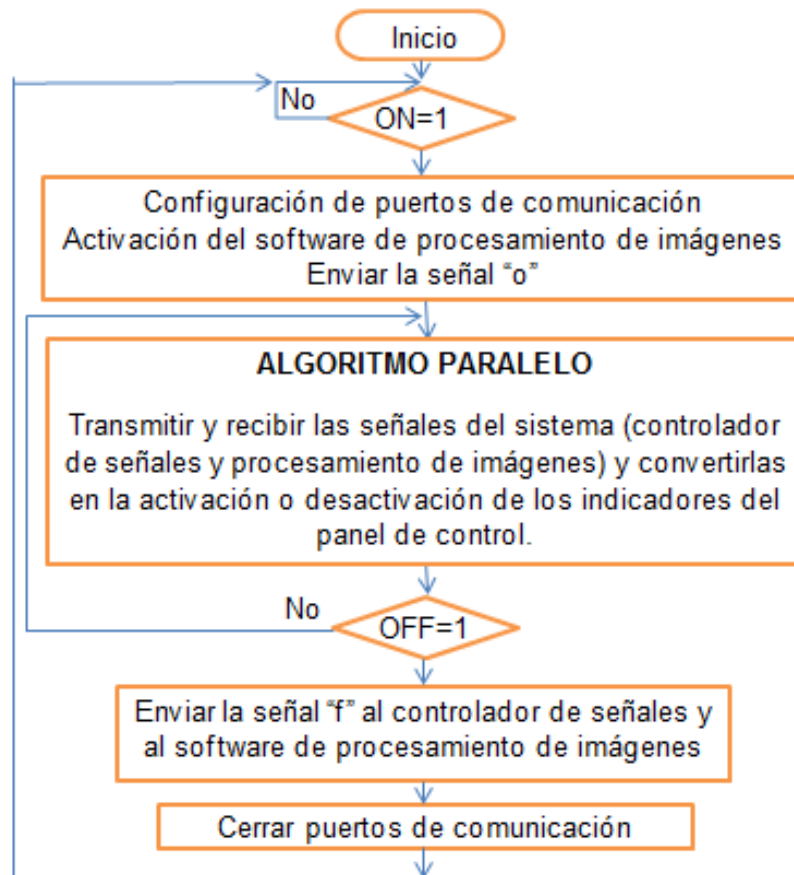 Inicio
No
ON=1
Configuración de puertos de comunicación
Activación del software de procesamiento de imágenes
Enviar la señal “o”
ALGORITMO PARALELO
Transmitir y recibir las señales del sistema (controlador
de señales y procesamiento de imágenes) y convertirlas
en la activación o desactivación de los indicadores del
panel de control.
No
OFF=1
Enviar la señal “f” al controlador de señales y
al software de procesamiento de imágenes
Cerrar puertos de comunicación